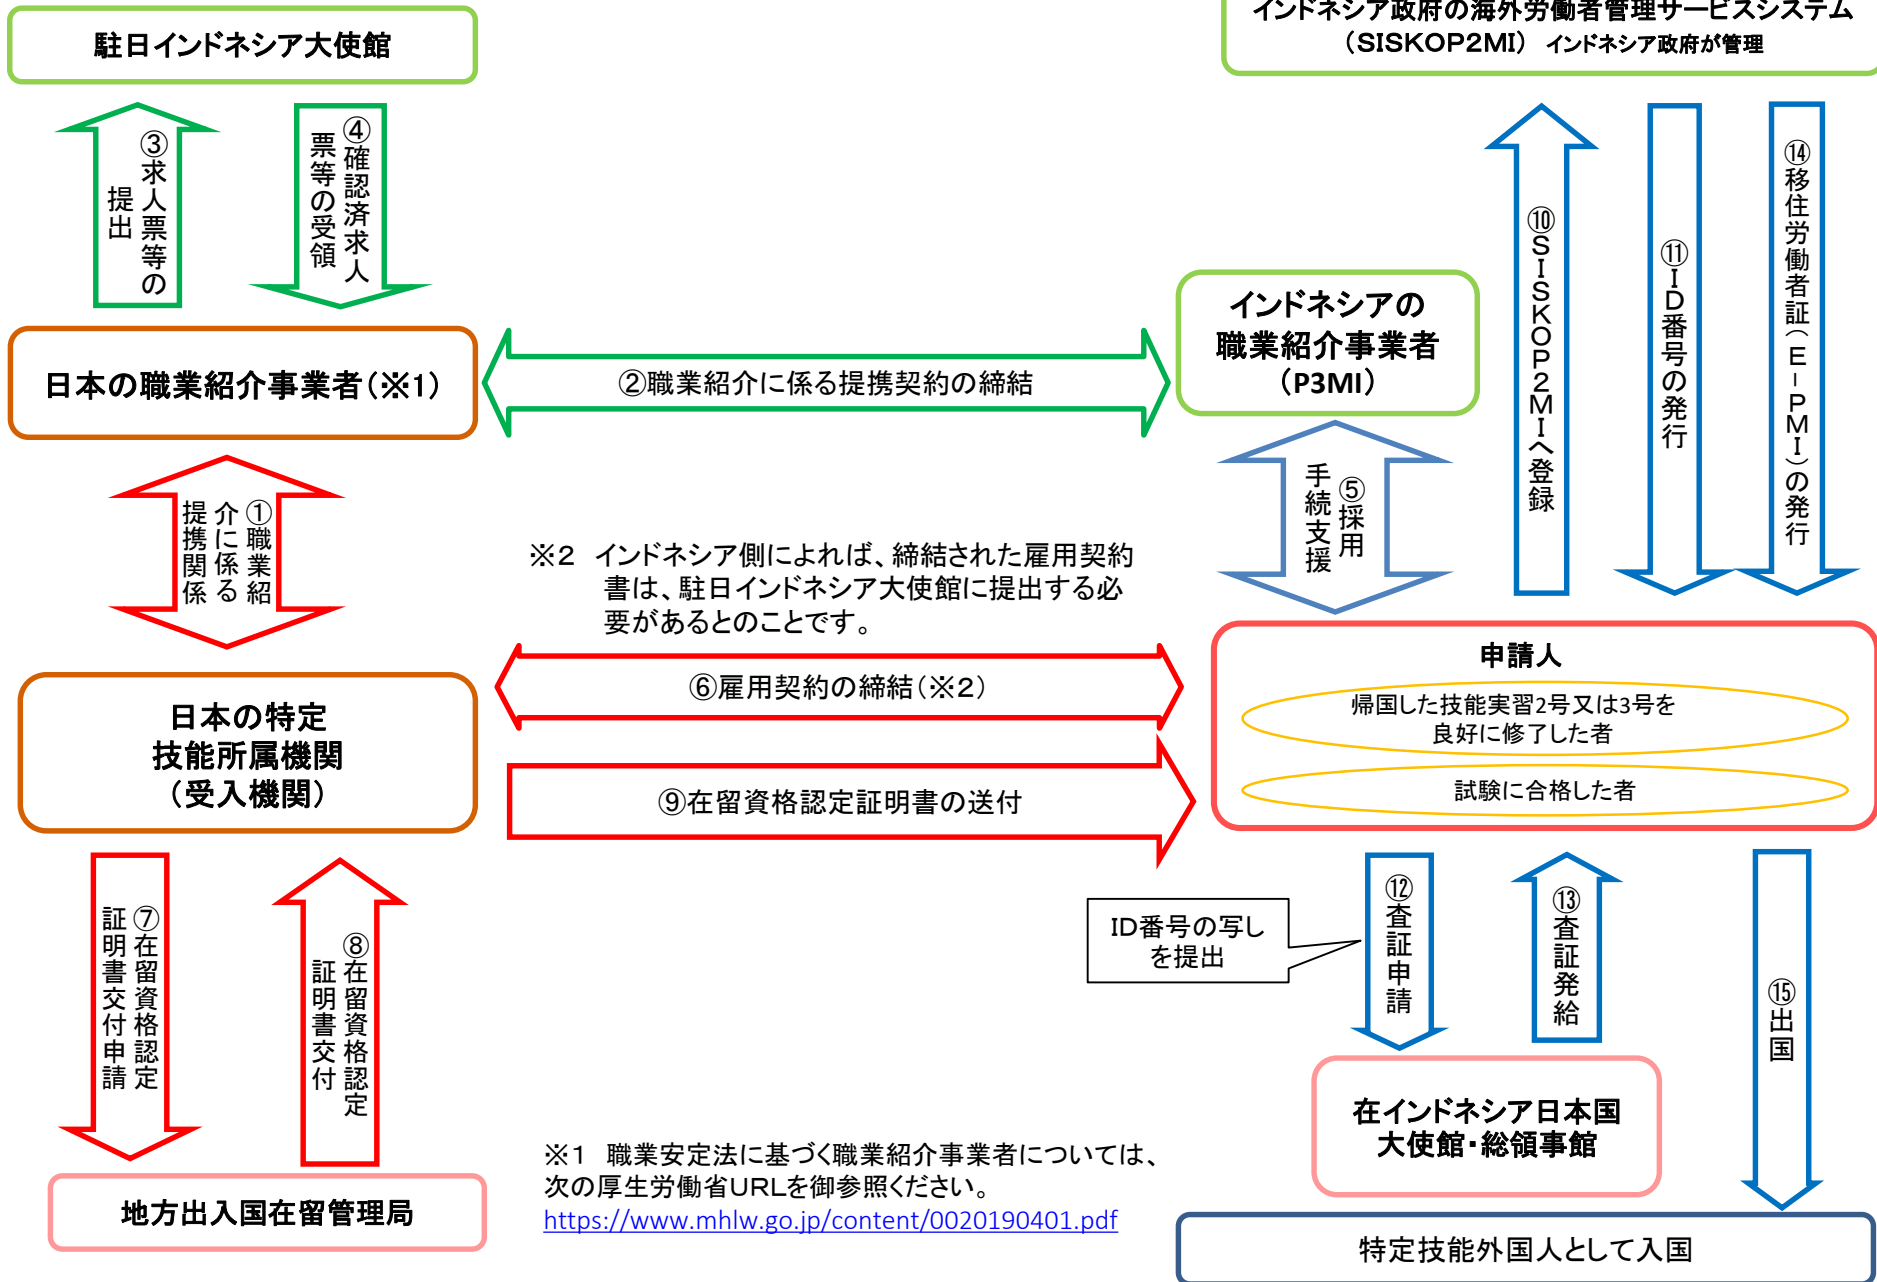 駐日インドネシア大使館
インドネシア政府の海外労働者管理サービスシステム
（SISKOP2MI） インドネシア政府が管理
③求人票等の
提出
④確認済求人
票等の受領
⑩SISKOP2MIへ登録
⑪ID番号の発行
⑭移住労働者証（E－PMI）の発行
日本の職業紹介事業者（※1）
②職業紹介に係る提携契約の締結
インドネシアの
職業紹介事業者
（P3MI）
①職業紹
介に係る
提携関係
⑤採用
手続支援
※2　インドネシア側によれば、締結された雇用契約
書は、駐日インドネシア大使館に提出する必
要があるとのことです。
日本の特定
技能所属機関
（受入機関）
⑥雇用契約の締結（※2）
⑨在留資格認定証明書の送付
申請人
帰国した技能実習2号又は3号を
良好に修了した者
試験に合格した者
⑦在留資格認定
証明書交付申請
⑧在留資格認定
証明書交付
ID番号の写し
を提出
⑫査証申請
⑬査証発給
⑮出国
在インドネシア日本国
大使館・総領事館
地方出入国在留管理局
※1　職業安定法に基づく職業紹介事業者については、
次の厚生労働省URLを御参照ください。
https://www.mhlw.go.jp/content/0020190401.pdf
特定技能外国人として入国